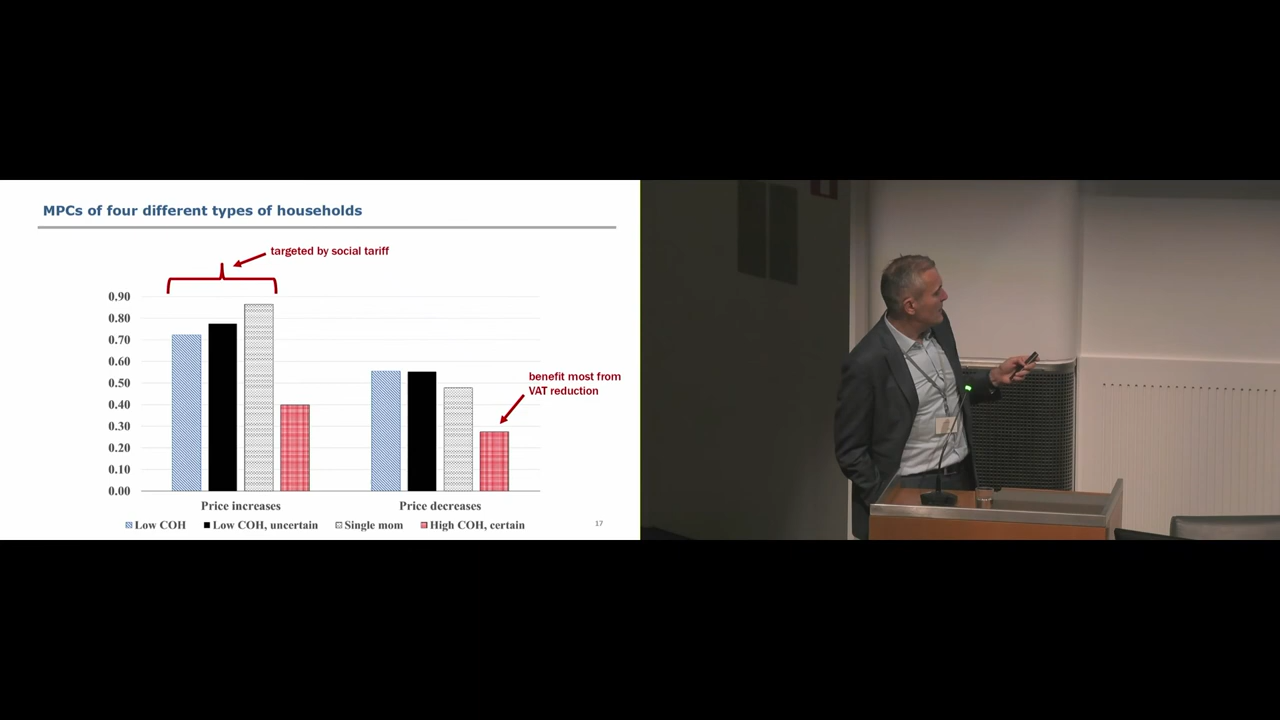 MPCs of four different types of households
targeted by social tariff
0.90
0.80
0.70
0.60
0.50
0.40
0.30
0.20
0.10
0.00
benefit most from
VAT reduction
Price increases Price decreases
Low COH Low COH, uncertain Single mom High COH, certain
17